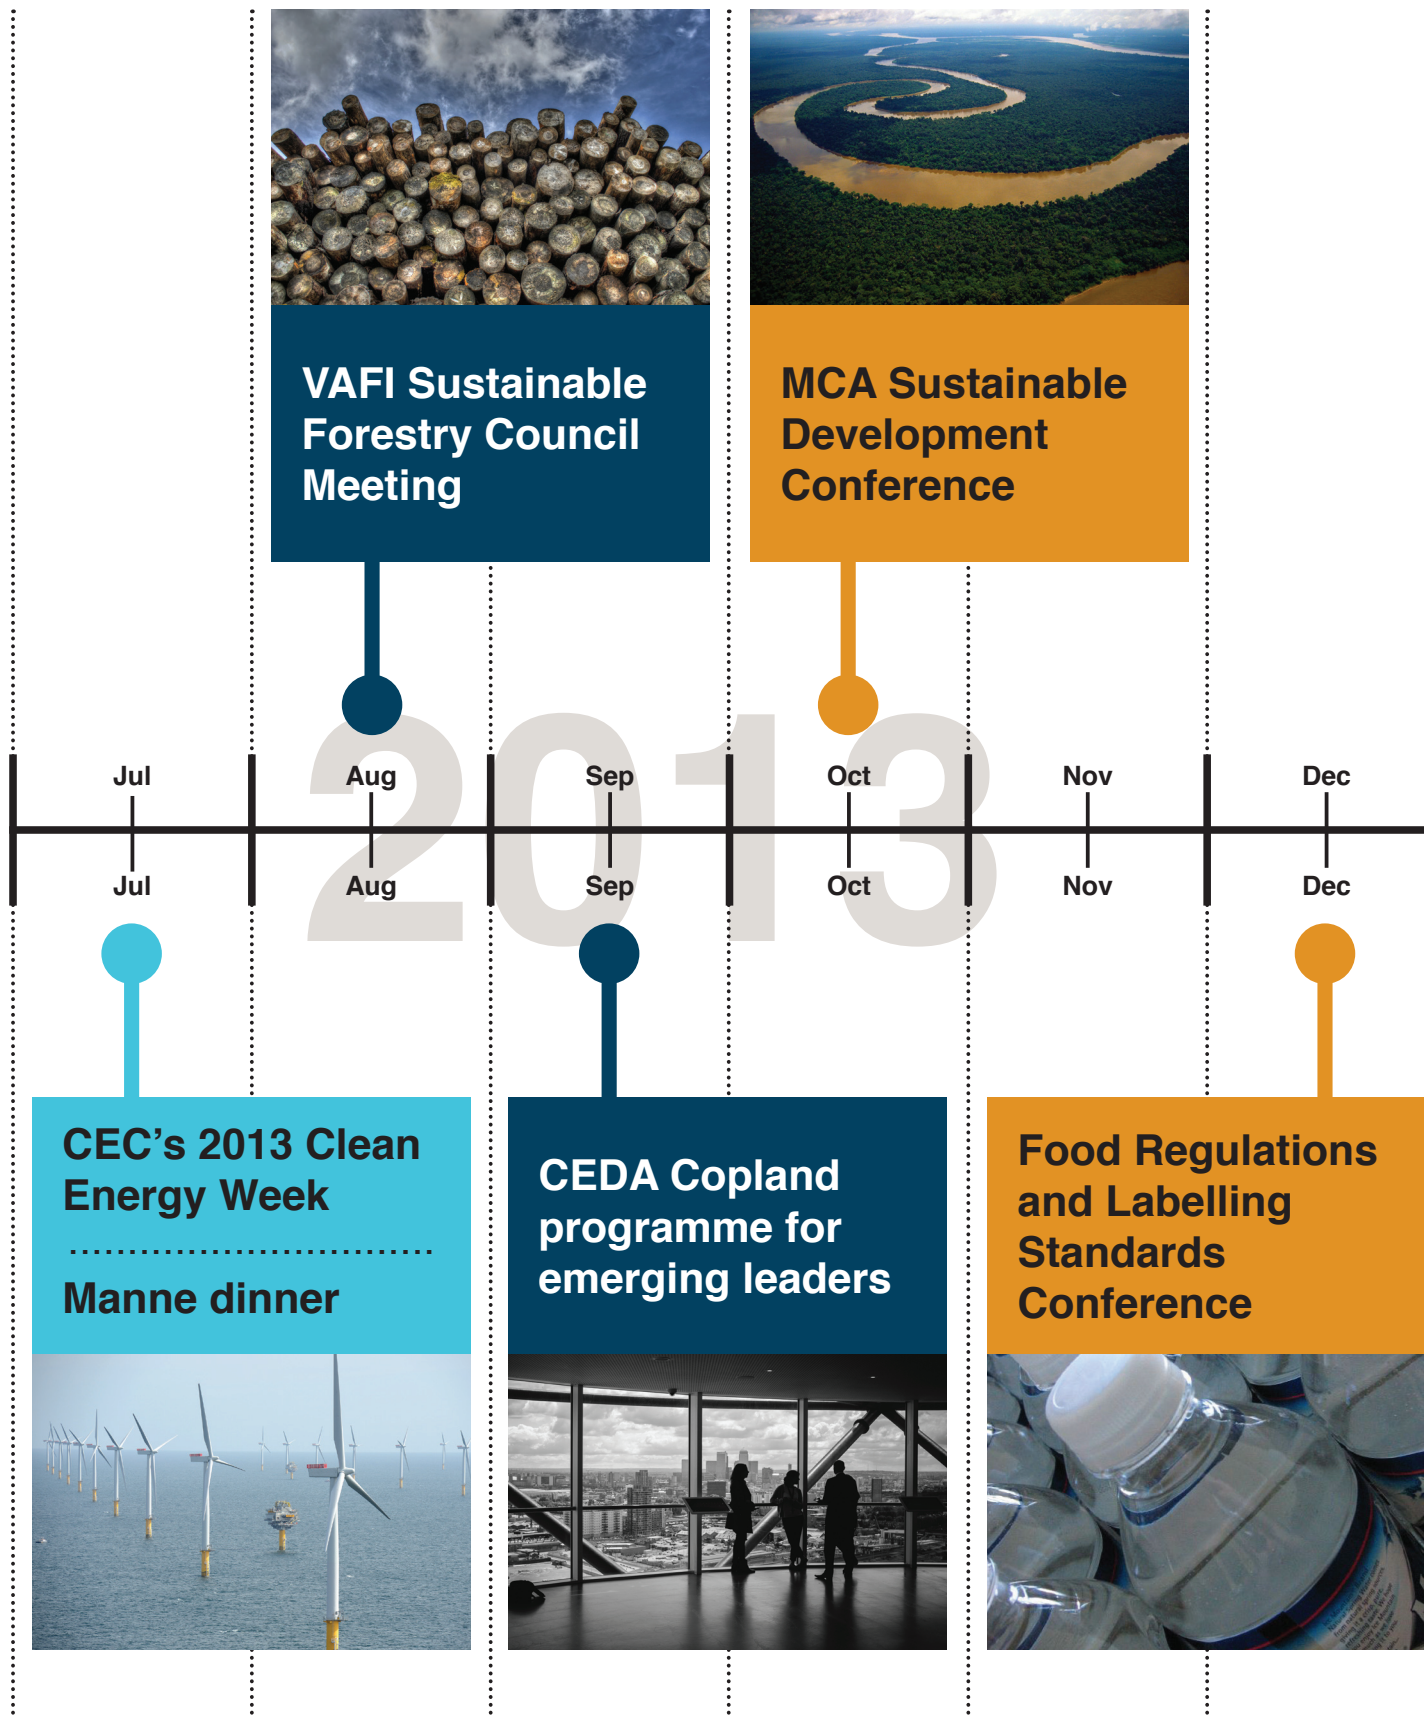 VAFI Sustainable
Forestry Council
Meeting
MCA Sustainable
Development
Conference
2013
Jul
Aug
Sep
Oct
Nov
Dec
Jul
Aug
Sep
Oct
Nov
Dec
CEC’s 2013 Clean
Energy Week
Manne dinner
CEDA Copland
programme for
emerging leaders
Food Regulations
and Labelling
Standards
Conference